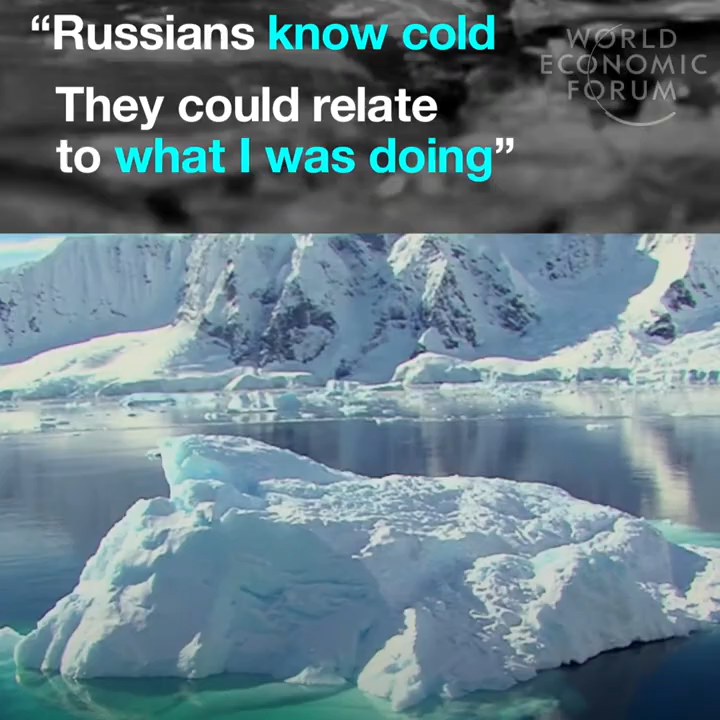 “Russians know cold
They could relate
to what I was doing”
WORLD
ECONOMIC
FORUM